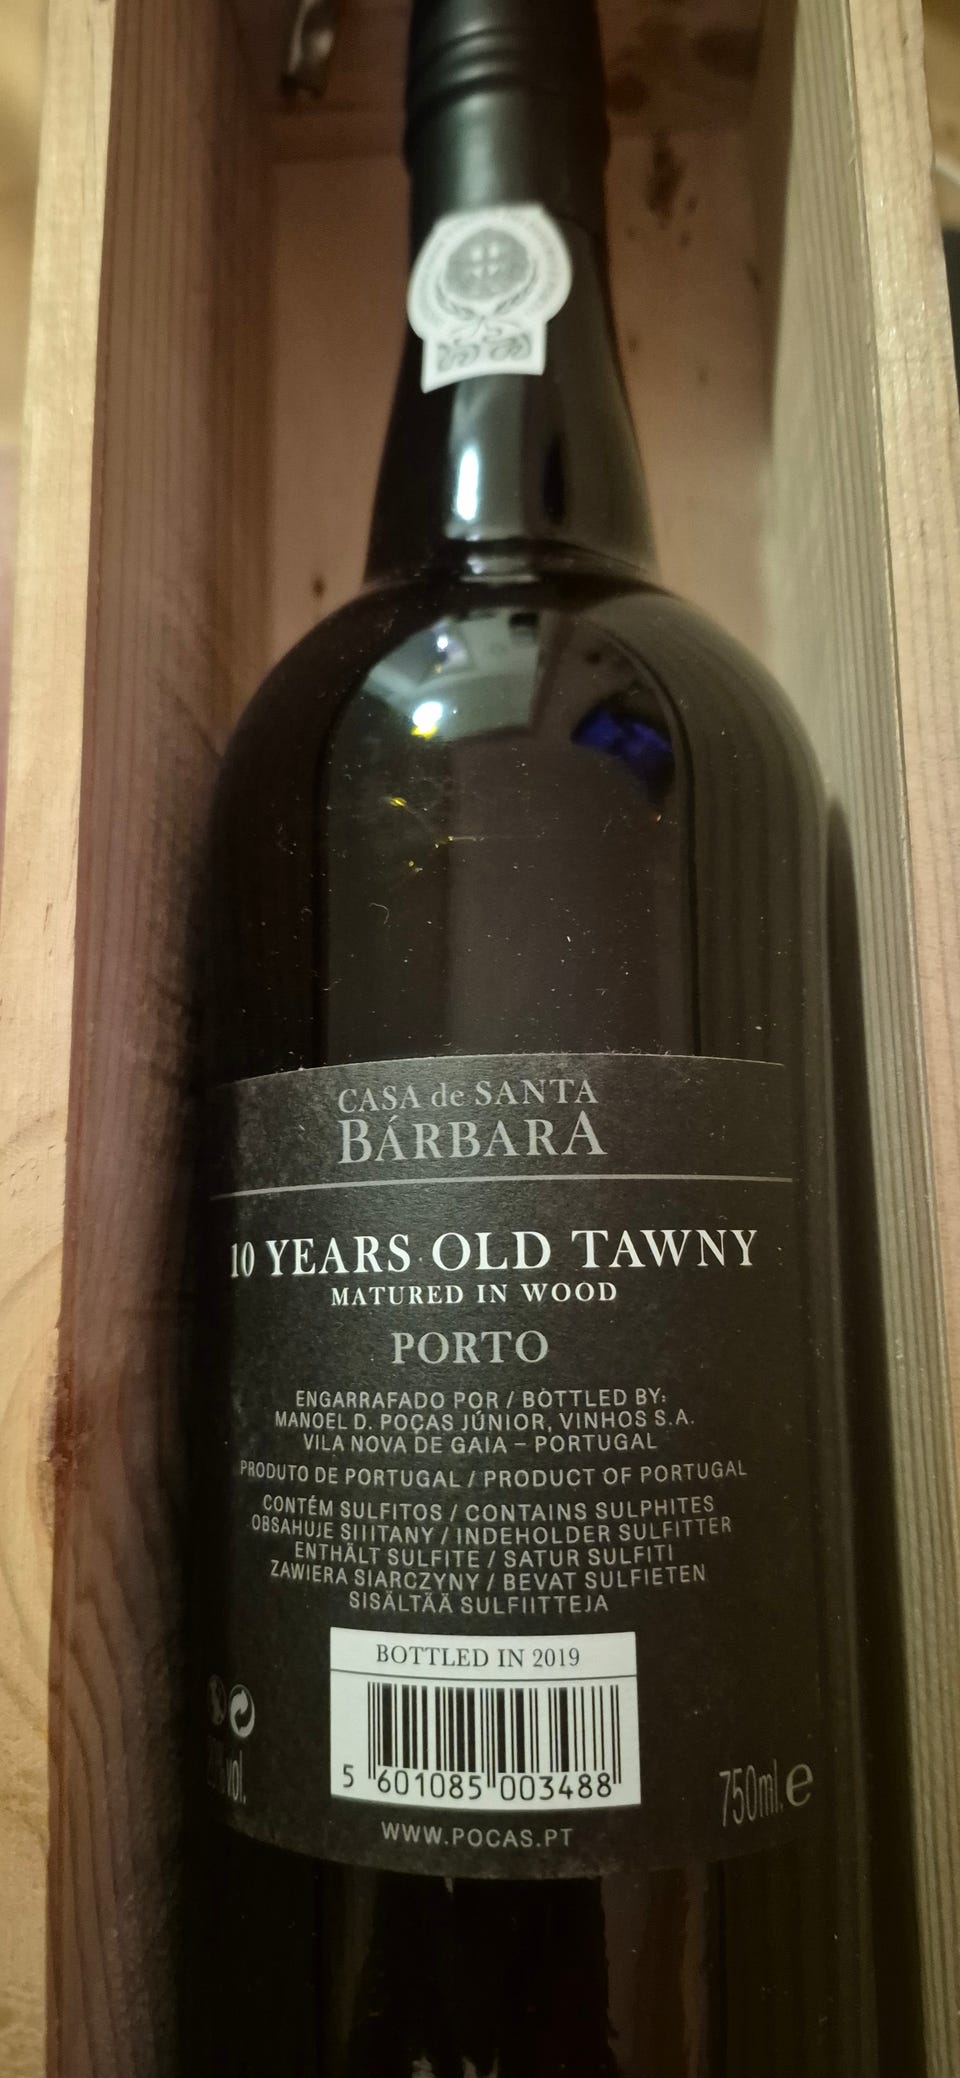 CASA de SANTA
BÁRBARA
10 YEARS OLD TAWNY
MATURED IN WOOD
PORTO
ENGARRAFADO POR / BOTTLED BY:
MANOEL D. POÇAS JÚNIOR, VINHOS S.A.
VILA NOVA DE GAIA – PORTUGAL
PRODUTO DE PORTUGAL / PRODUCT OF PORTUGAL
CONTÉM SULFITOS / CONTAINS SULPHITES
OBSAHUJE SIIITANY / INDEHOLDER SULFITTER
ENTHÄLT SULFITE / SATUR SULFITI
ZAWIERA SIARCZYNY / BEVAT SULFIETEN
SISÄLTÄÄ SULFIITTEJA
BOTTLED IN 2019
5 601085 003488
vol.
750ml. e
WWW.POCAS.PT